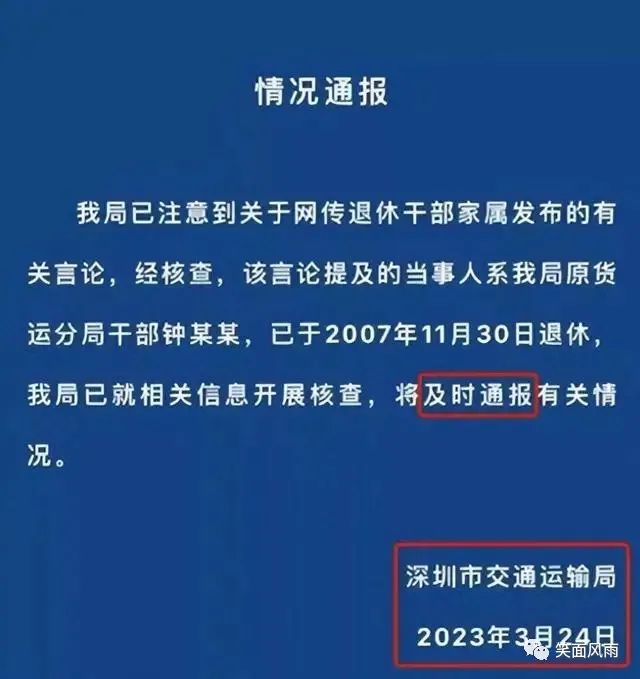 情况通报
我局已注意到关于网传退休干部家属发布的有
关言论，经核查，该言论提及的当事人系我局原货
运分局干部钟某某，已于2007年11月30日退休，
我局已就相关信息开展核查，将及时通报有关情
况。
深圳市交通运输局
2023年3月24日
笑面风雨